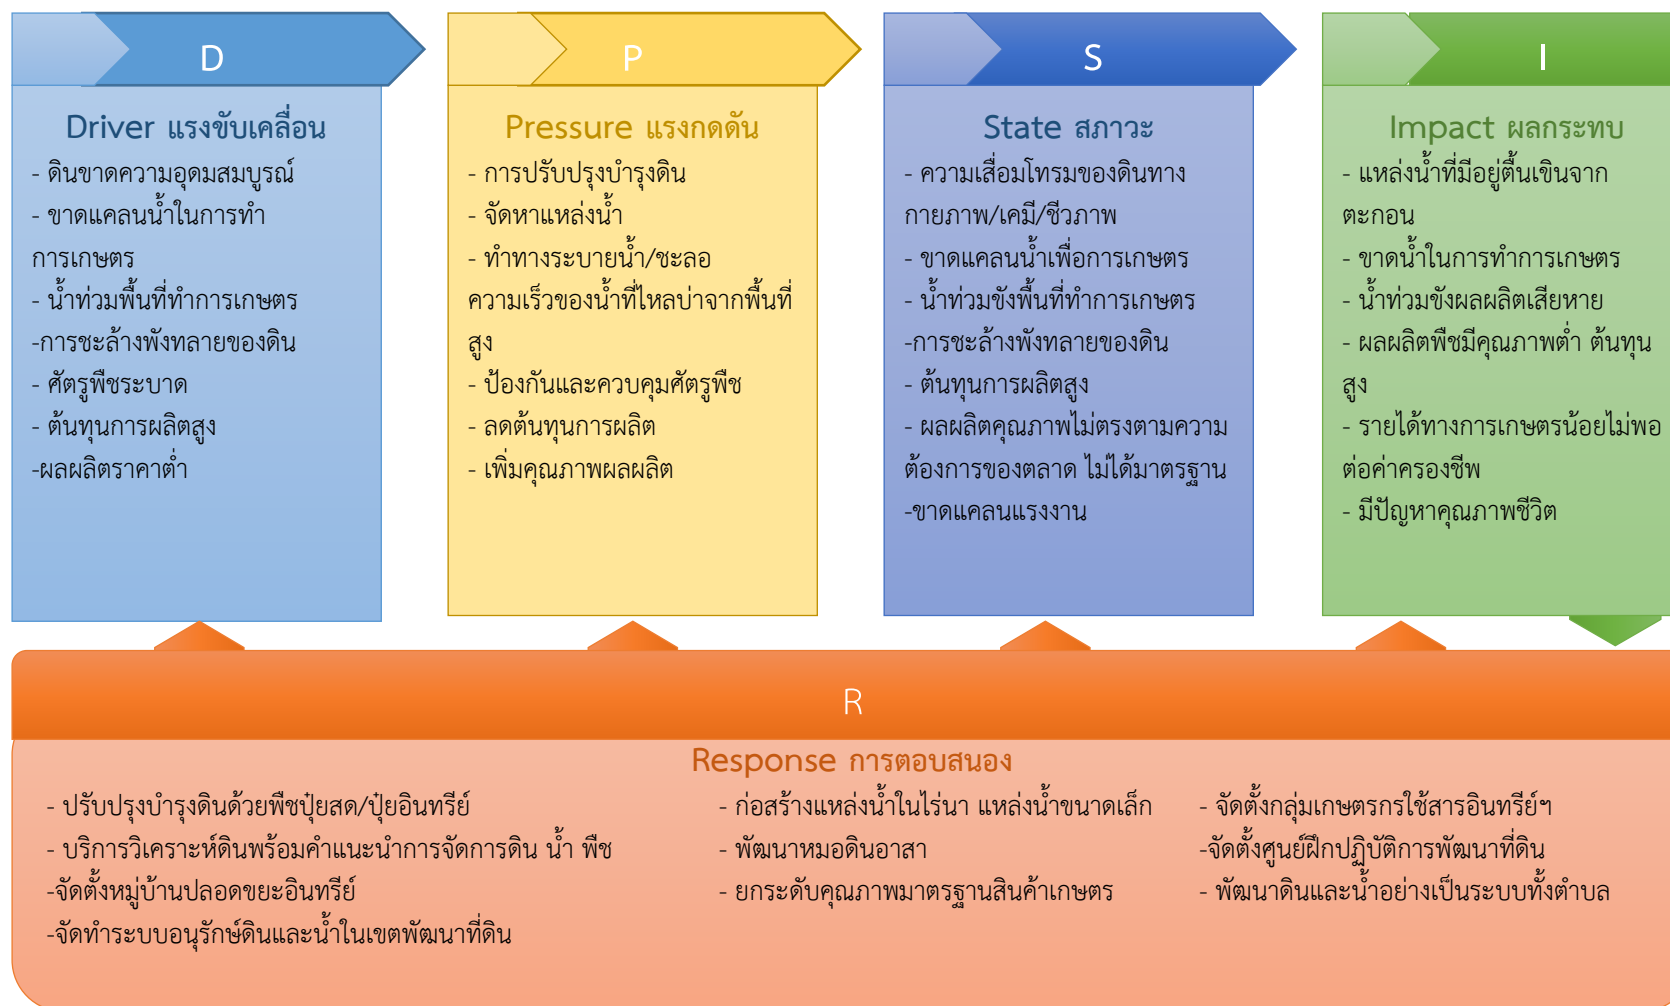 D
Driver แรงขับเคลื่อน
- ดินขาดความอุดมสมบูรณ์
- ขาดแคลนน้ำในการทำ
การเกษตร
- น้ำท่วมพื้นที่ทำการเกษตร
-การชะล้างพังทลายของดิน
- ศัตรูพืชระบาด
- ต้นทุนการผลิตสูง
-ผลผลิตราคาต่ำ
P
Pressure แรงกดดัน
- การปรับปรุงบำรุงดิน
- จัดหาแหล่งน้ำ
- ทำทางระบายน้ำ/ชะลอ
ความเร็วของน้ำที่ไหลบ่าจากพื้นที่
สูง
- ป้องกันและควบคุมศัตรูพืช
- ลดต้นทุนการผลิต
- เพิ่มคุณภาพผลผลิต
S
State สภาวะ
- ความเสื่อมโทรมของดินทาง
กายภาพ/เคมี/ชีวภาพ
- ขาดแคลนน้ำเพื่อการเกษตร
- น้ำท่วมขังพื้นที่ทำการเกษตร
-การชะล้างพังทลายของดิน
- ต้นทุนการผลิตสูง
- ผลผลิตคุณภาพไม่ตรงตามความ
ต้องการของตลาด ไม่ได้มาตรฐาน
-ขาดแคลนแรงงาน
I
Impact ผลกระทบ
- แหล่งน้ำที่มีอยู่ตื้นเขินจาก
ตะกอน
- ขาดน้ำในการทำการเกษตร
- น้ำท่วมขังผลผลิตเสียหาย
- ผลผลิตพืชมีคุณภาพต่ำ ต้นทุน
สูง
- รายได้ทางการเกษตรน้อยไม่พอ
ต่อค่าครองชีพ
- มีปัญหาคุณภาพชีวิต
R
Response การตอบสนอง
- ปรับปรุงบำรุงดินด้วยพืชปุ๋ยสด/ปุ๋ยอินทรีย์
- บริการวิเคราะห์ดินพร้อมคำแนะนำการจัดการดิน น้ำ พืช
-จัดตั้งหมู่บ้านปลอดขยะอินทรีย์
-จัดทำระบบอนุรักษ์ดินและน้ำในเขตพัฒนาที่ดิน
- ก่อสร้างแหล่งน้ำในไร่นา แหล่งน้ำขนาดเล็ก
- พัฒนาหมอดินอาสา
- ยกระดับคุณภาพมาตรฐานสินค้าเกษตร
- จัดตั้งกลุ่มเกษตรกรใช้สารอินทรีย์ฯ
-จัดตั้งศูนย์ฝึกปฏิบัติการพัฒนาที่ดิน
- พัฒนาดินและน้ำอย่างเป็นระบบทั้งตำบล